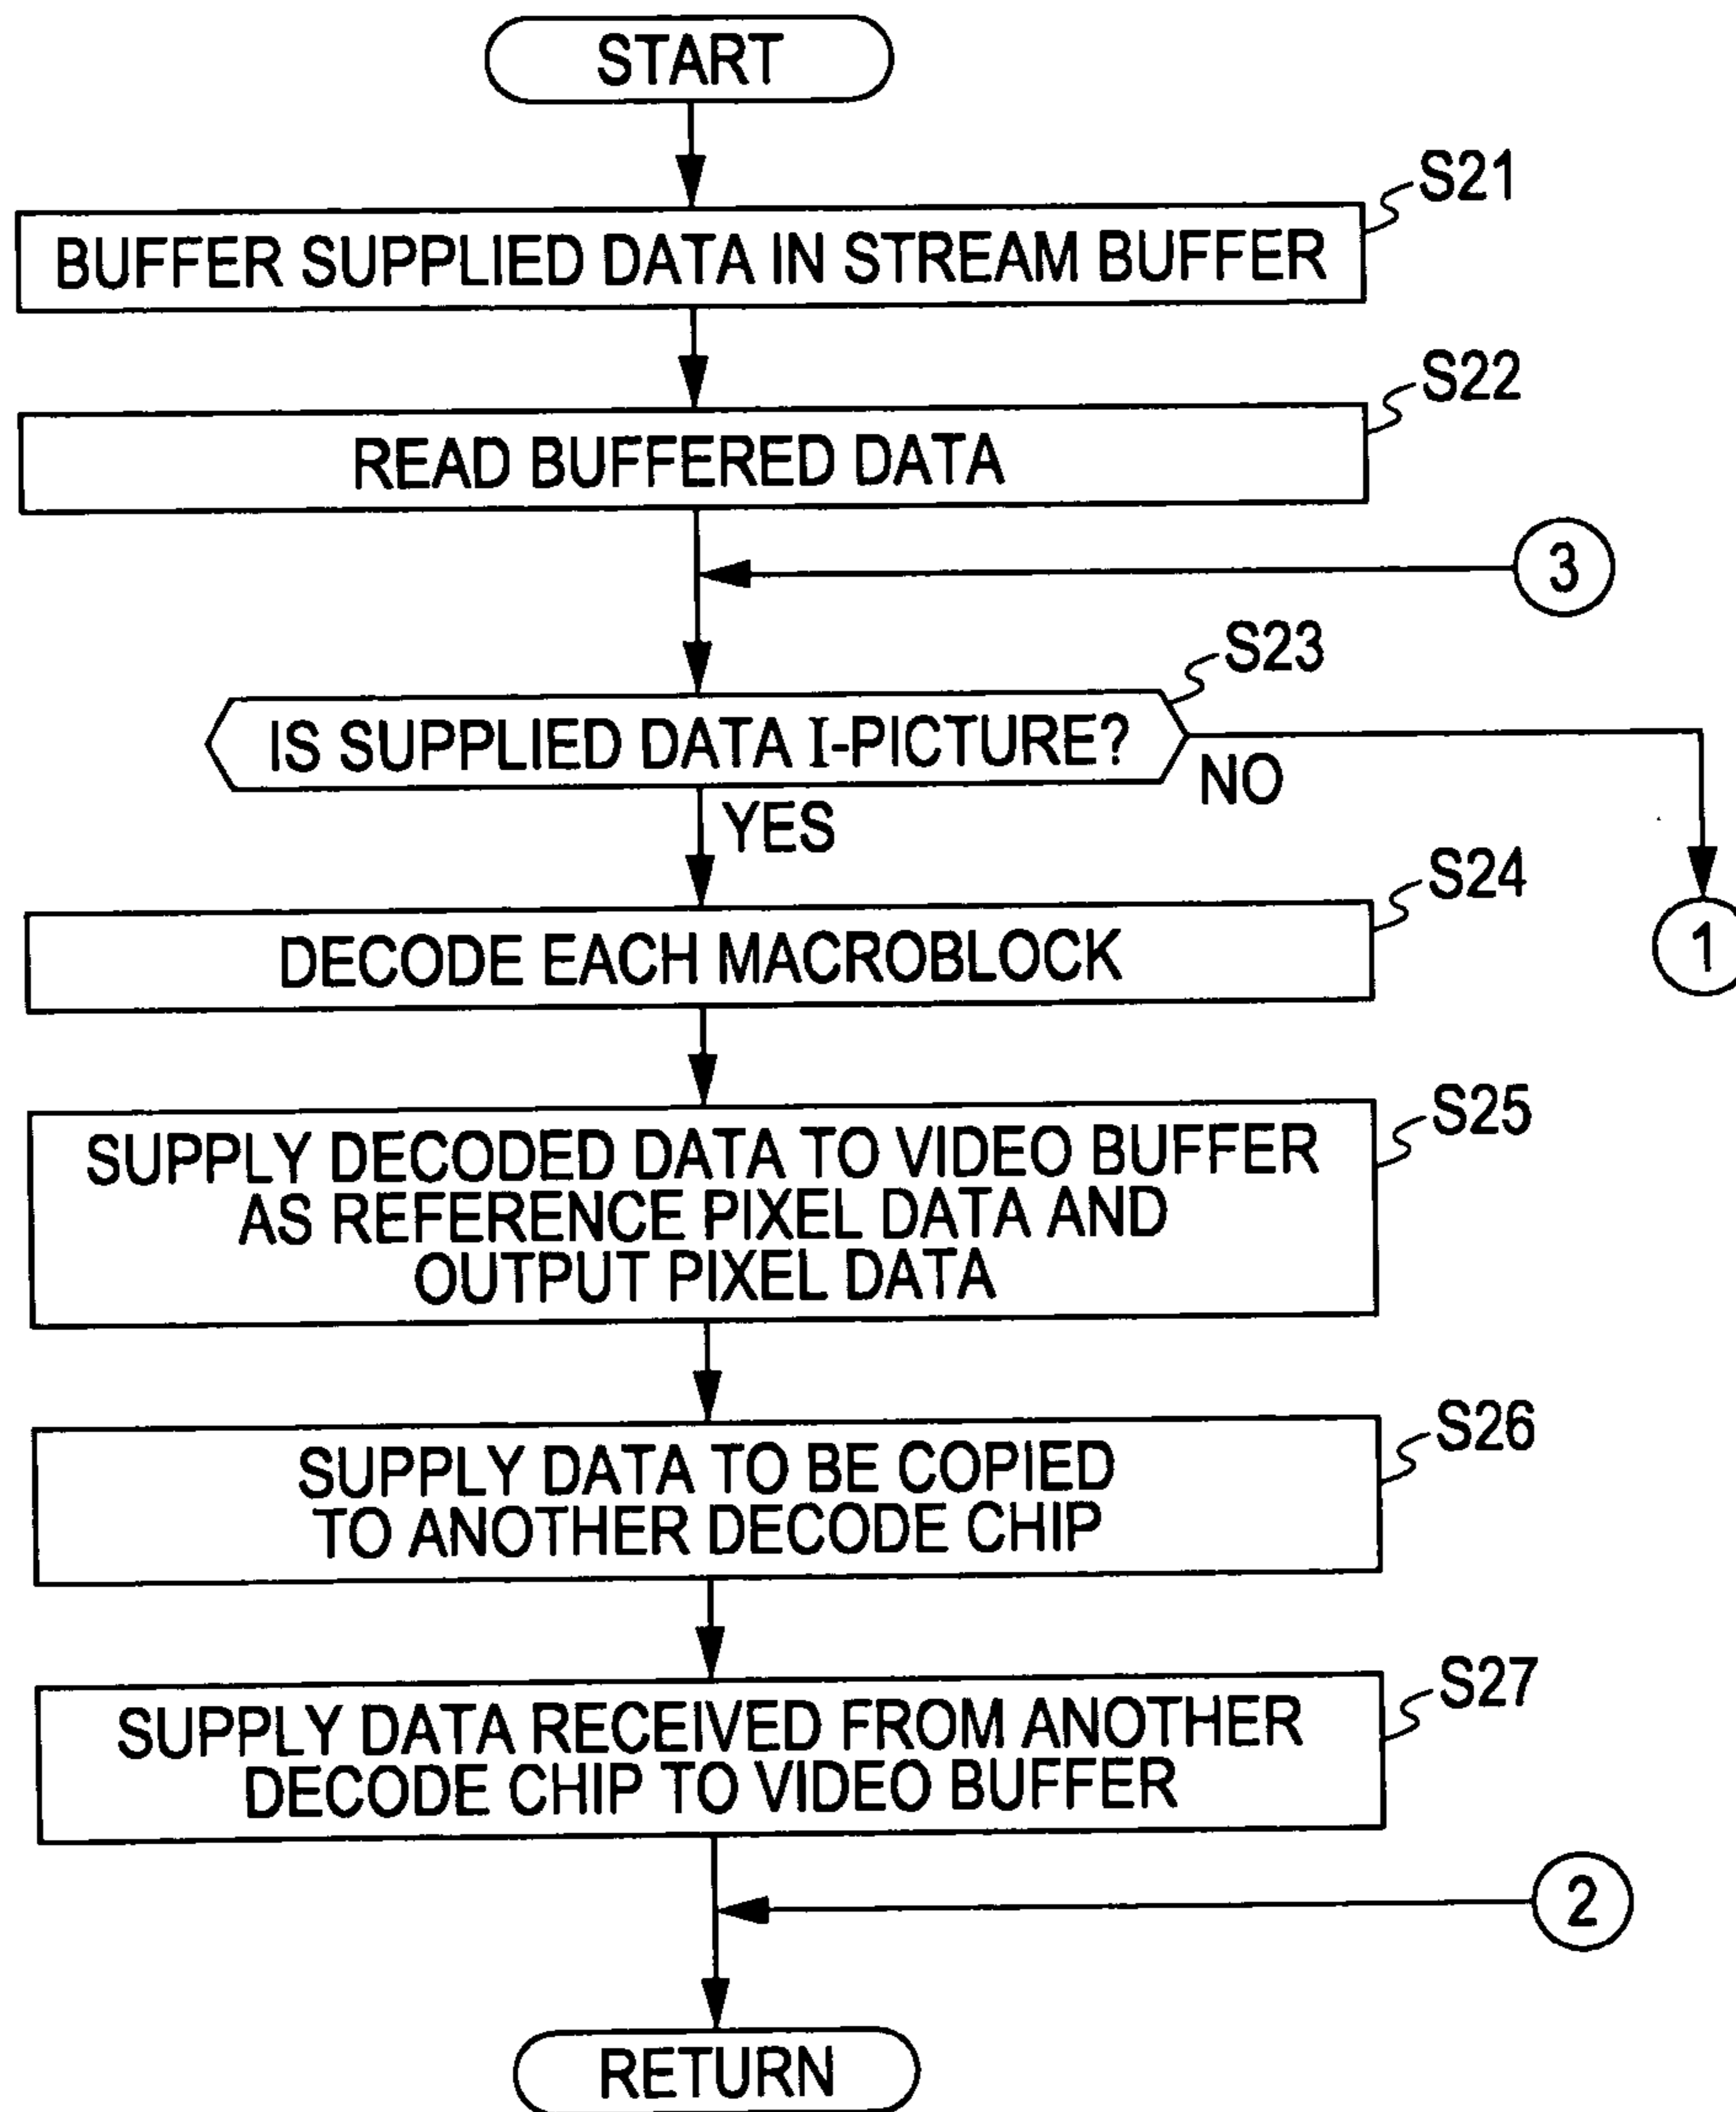 START
S21
BUFFER SUPPLIED DATA IN STREAM BUFFER
S22
READ BUFFERED DATA
3
S23
IS SUPPLIED DATA I-PICTURE?
NO
YES
S24
DECODE EACH MACROBLOCK
1
S25
SUPPLY DECODED DATA TO VIDEO BUFFER
AS REFERENCE PIXEL DATA AND
OUTPUT PIXEL DATA
S26
SUPPLY DATA TO BE COPIED
TO ANOTHER DECODE CHIP
S27
SUPPLY DATA RECEIVED FROM ANOTHER
DECODE CHIP TO VIDEO BUFFER
2
RETURN